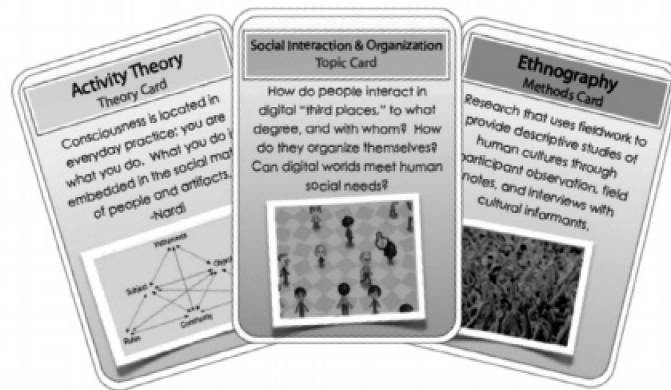 Activity Theory
Theory Card
Consciousness is located in
everyday practice: you are
what you do. What you do i
embedded in the social mat
of people and artifacts.
-Nardi
Instruments
Subject
Obje
Rules
Community
Social Interaction & Organization
Topic Card
How do people interact in
digital "third places," to what
degree, and with whom? How
do they organize themselves?
Can digital worlds meet human
social needs?
Ethnography
Methods Card
Research that uses fieldwork to
provide descriptive studies of
human cultures through
participant observation, field
notes, and interviews with
cultural informants.